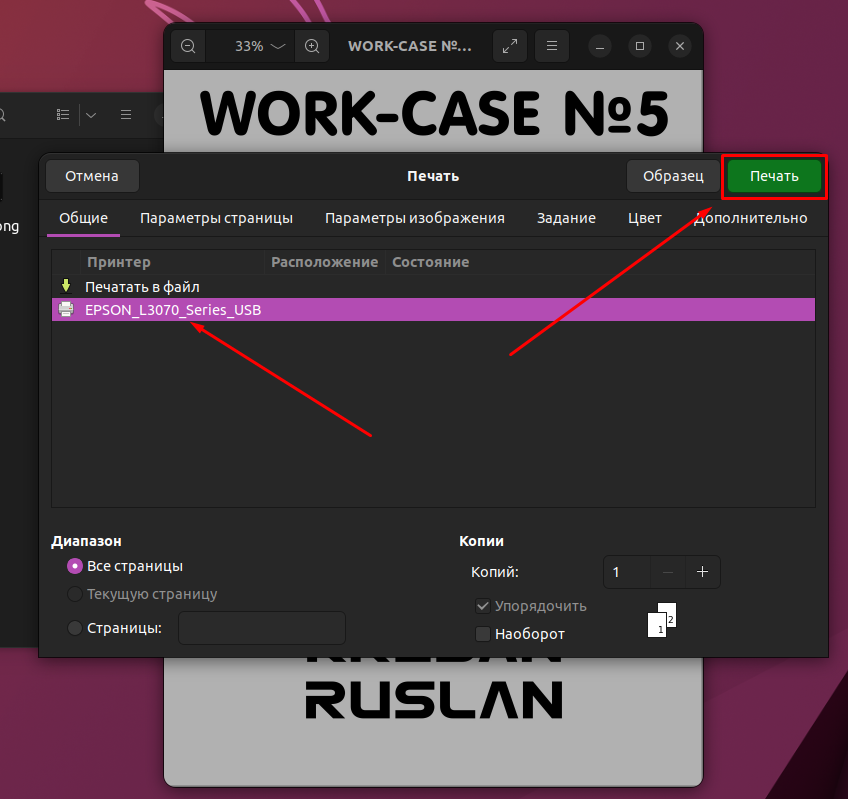 33%
WORK-CASE №...
WORK-CASE №5
Отмена
Печать
Образец
Печать
ong
Общие
Параметры страницы
Параметры изображения
Задание
Цвет
Дополнительно
Принтер
Расположение
Состояние
Печатать в файл
EPSON_L3070_Series_USB
Диапазон
Копии
Все страницы
Копий:
1
Текущую страницу
Упорядочить
Страницы:
Наоборот
2
1
RUSLAN